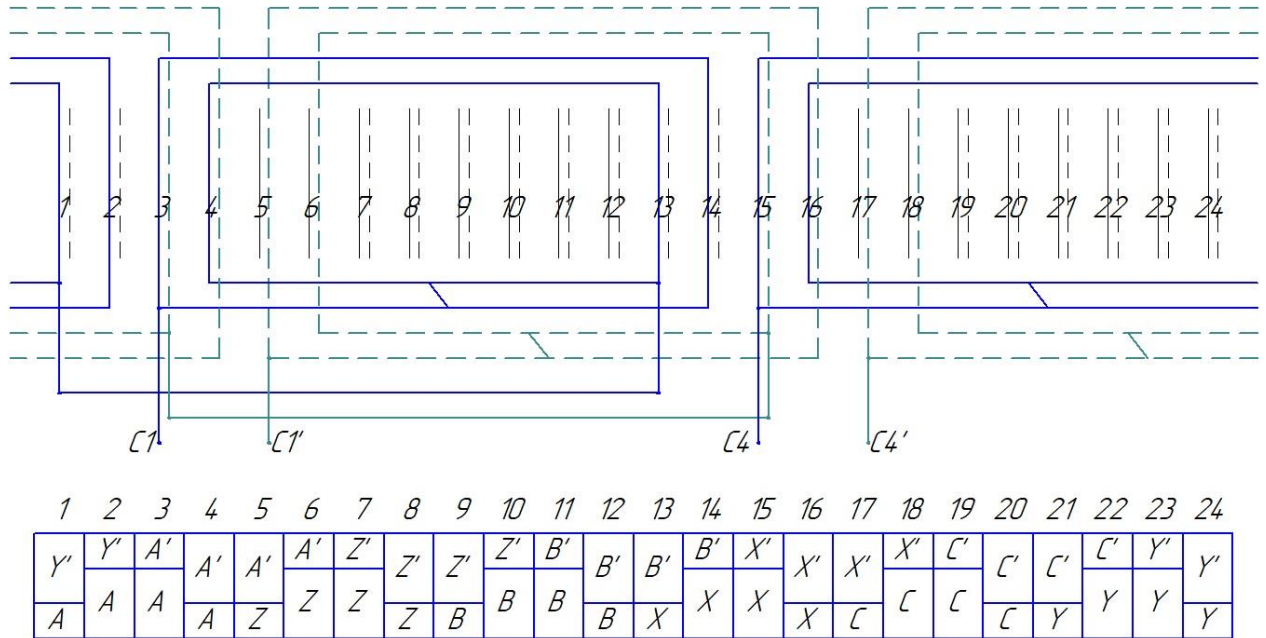 1 2 3 4 5 6 7 8 9 10 11 12 13 14 15 16 17 18 19 20 21 22 23 24
C1 C1' C4 C4'
1 2 3 4 5 6 7 8 9 10 11 12 13 14 15 16 17 18 19 20 21 22 23 24
Y' Y' A' A' A' A' Z' Z' Z' Z' B' B' B' B' X' X' X' X' C' C' C' C' Y' Y'
A A A A Z Z Z Z B B B B X X X X C C C C Y Y Y Y